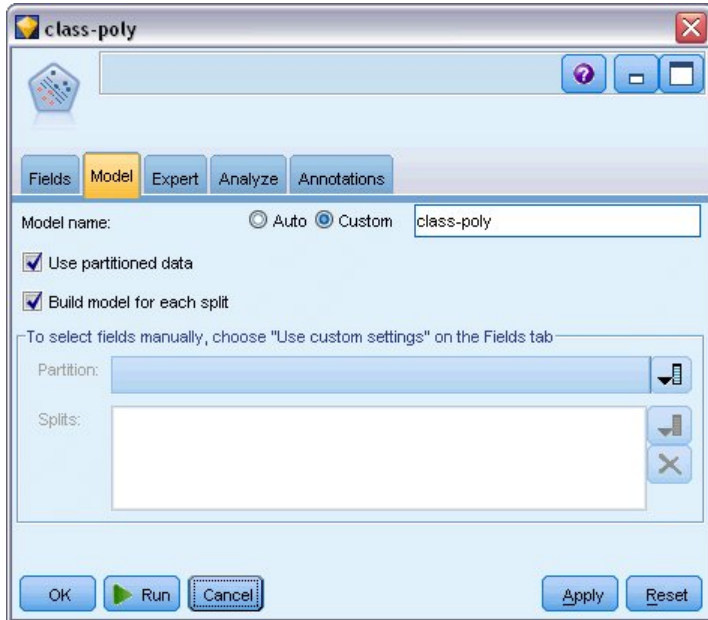 class-poly
Fields Model Expert Analyze Annotations
Model name: Auto Custom class-poly
Use partitioned data
Build model for each split
To select fields manually, choose "Use custom settings" on the Fields tab
Partition:
Splits:
OK Run Cancel Apply Reset